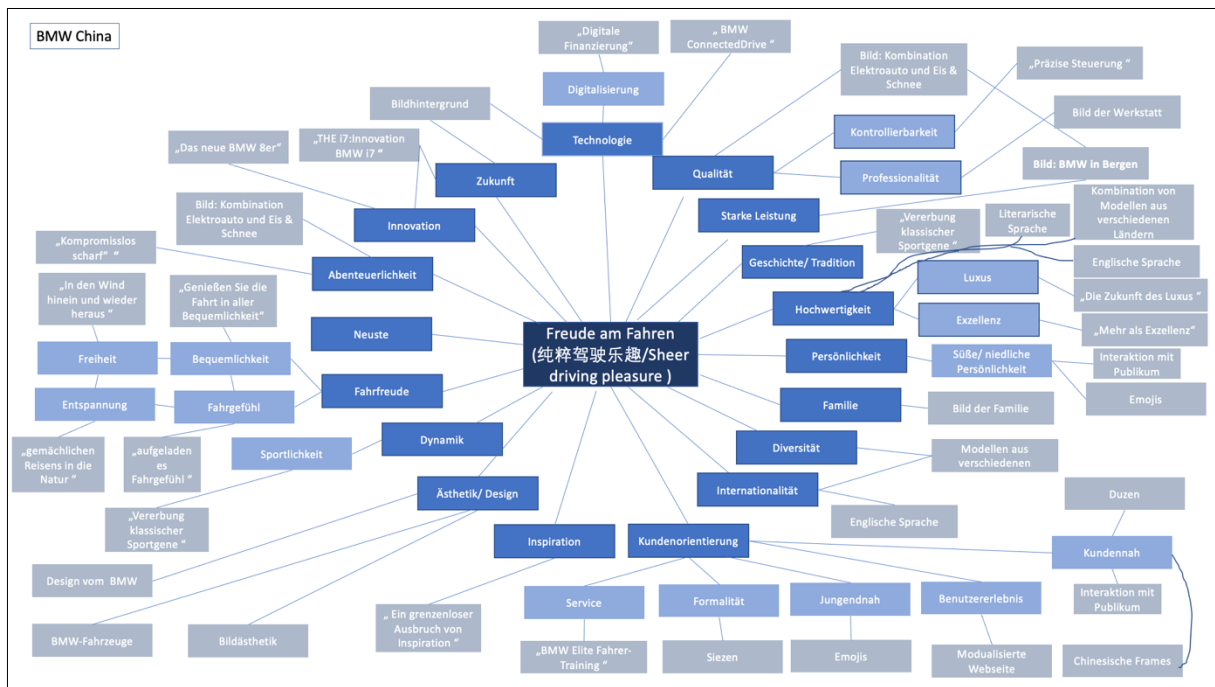 BMW China
„Digitale
Finanzierung“
„ BMW
ConnectedDrive “
Bild: Kombination
Elektroauto und Eis &
Schnee
„Präzise Steuerung “
Digitalisierung
Bildhintergrund
Bild der Werkstatt
„Das neue BMW 8er“
„THE i7:Innovation
BMW i7 “
Technologie
Kontrollierbarkeit
Zukunft
Qualität
Professionalität
Bild: BMW in Bergen
Bild: Kombination
Elektroauto und Eis &
Schnee
Innovation
Starke Leistung
„Vererbung
klassischer
Sportgene “
Literarische
Sprache
Kombination von
Modellen aus
verschiedenen
Ländern
„Kompromisslos
scharf“ “
Abenteuerlichkeit
Geschichte/ Tradition
Englische Sprache
„In den Wind
hinein und wieder
heraus “
„Genießen Sie die
Fahrt in aller
Bequemlichkeit“
Luxus
Hochwertigkeit
„Die Zukunft des Luxus “
Neuste
Freude am Fahren
(纯粹驾驶乐趣/Sheer
driving pleasure )
Exzellenz
„Mehr als Exzellenz“
Freiheit
Bequemlichkeit
Persönlichkeit
Süße/ niedliche
Persönlichkeit
Interaktion mit
Publikum
Fahrfreude
Entspannung
Fahrgefühl
Familie
Bild der Familie
Emojis
Dynamik
Diversität
„gemächlichen
Reisens in die
Natur “
„aufgeladen
es
Fahrgefühl “
Sportlichkeit
Modellen aus
verschiedenen
Ästhetik/ Design
Internationalität
Duzen
„Vererbung
klassischer
Sportgene “
Englische Sprache
Inspiration
Kundenorientierung
Kundennah
Design vom  BMW
Service
Formalität
Jungendnah
Benutzererlebnis
Interaktion mit
Publikum
BMW-Fahrzeuge
Bildästhetik
„ Ein grenzenloser
Ausbruch von
Inspiration “
„BMW Elite Fahrer-
Training “
Siezen
Emojis
Modualisierte
Webseite
Chinesische Frames